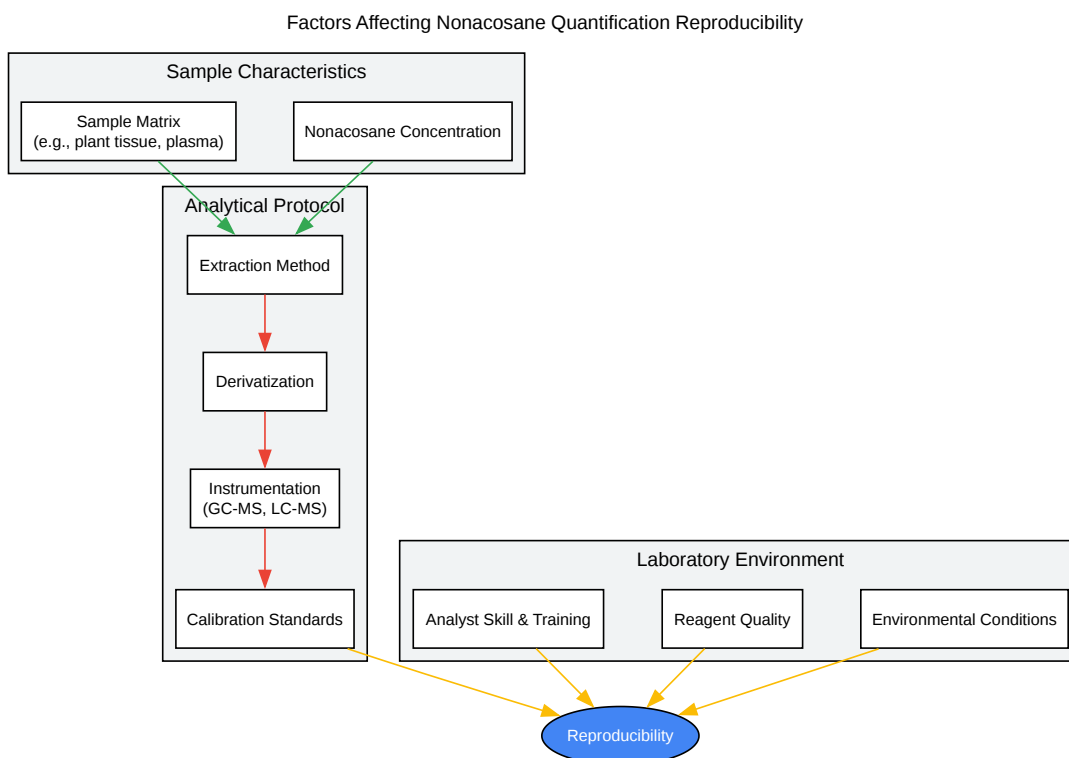 Factors Affecting Nonacosane Quantification Reproducibility
Sample Characteristics
Sample Matrix
(e.g., plant tissue, plasma)
Nonacosane Concentration
Analytical Protocol
Extraction Method
Derivatization
Instrumentation
(GC-MS, LC-MS)
Calibration Standards
Laboratory Environment
Analyst Skill & Training
Reagent Quality
Environmental Conditions
Reproducibility